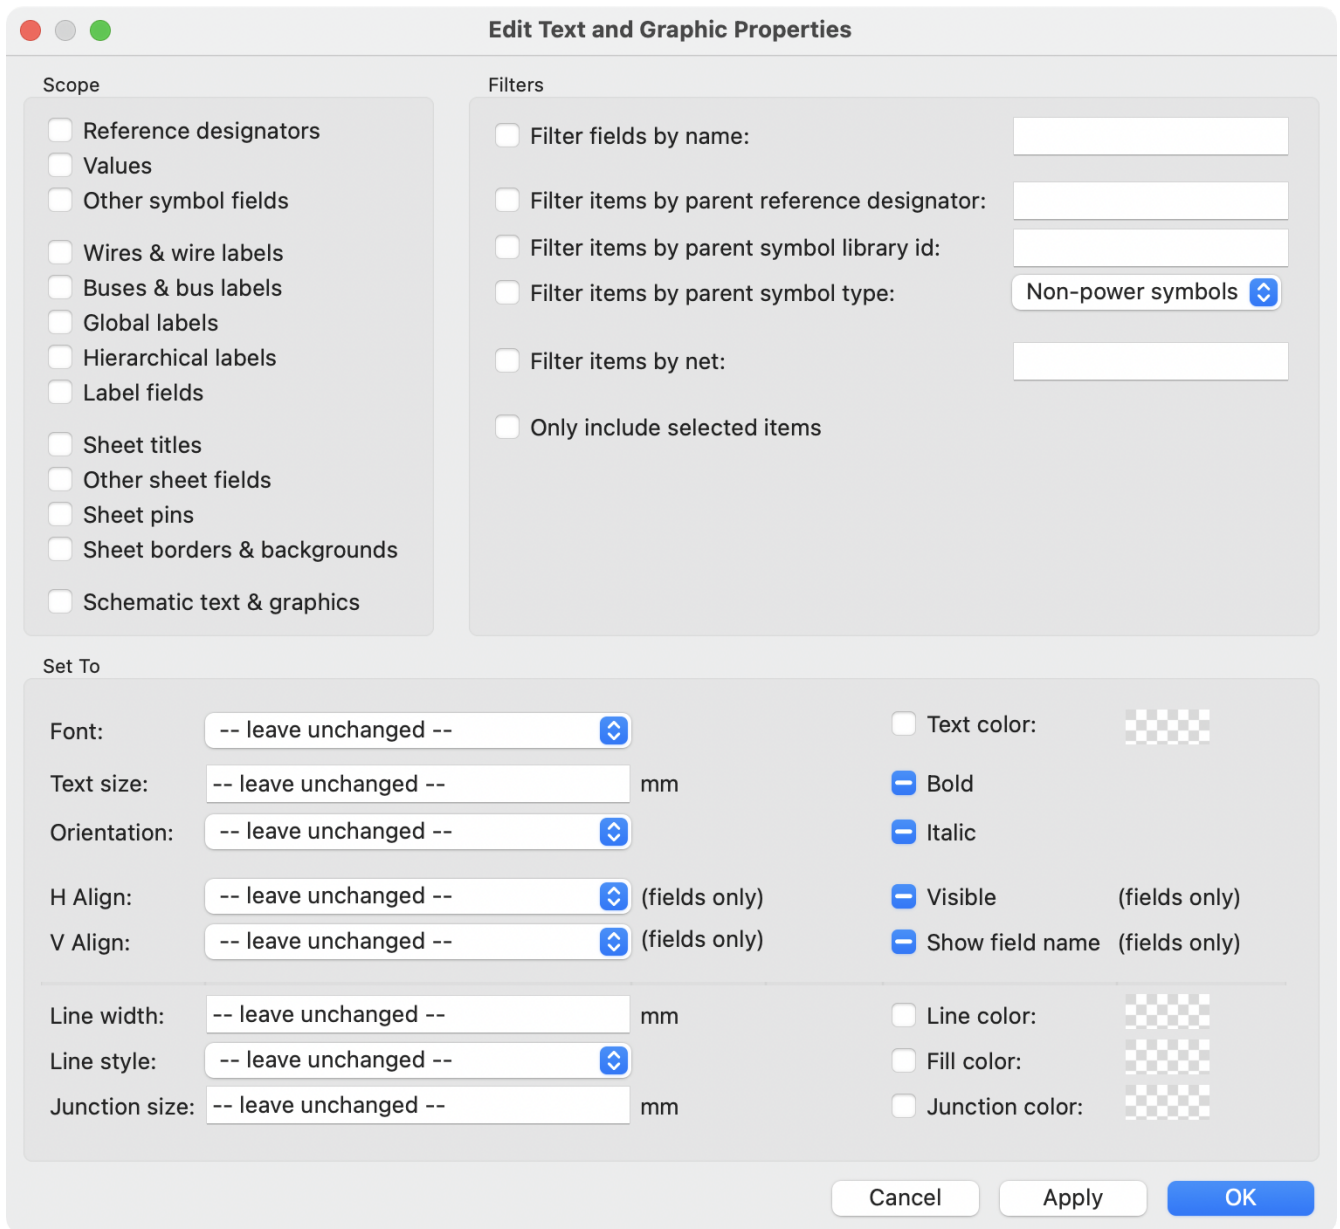 Edit Text and Graphic Properties
Scope
Reference designators
Values
Other symbol fields
Wires & wire labels
Buses & bus labels
Global labels
Hierarchical labels
Label fields
Sheet titles
Other sheet fields
Sheet pins
Sheet borders & backgrounds
Schematic text & graphics
Filters
Filter fields by name:
Filter items by parent reference designator:
Filter items by parent symbol library id:
Filter items by parent symbol type: Non-power symbols
Filter items by net:
Only include selected items
Set To
Font: -- leave unchanged -- Text color:
Text size: -- leave unchanged -- mm Bold
Orientation: -- leave unchanged -- Italic
H Align: -- leave unchanged -- (fields only) Visible (fields only)
V Align: -- leave unchanged -- (fields only) Show field name (fields only)
Line width: -- leave unchanged -- mm Line color:
Line style: -- leave unchanged -- Fill color:
Junction size: -- leave unchanged -- mm Junction color:
Cancel Apply OK